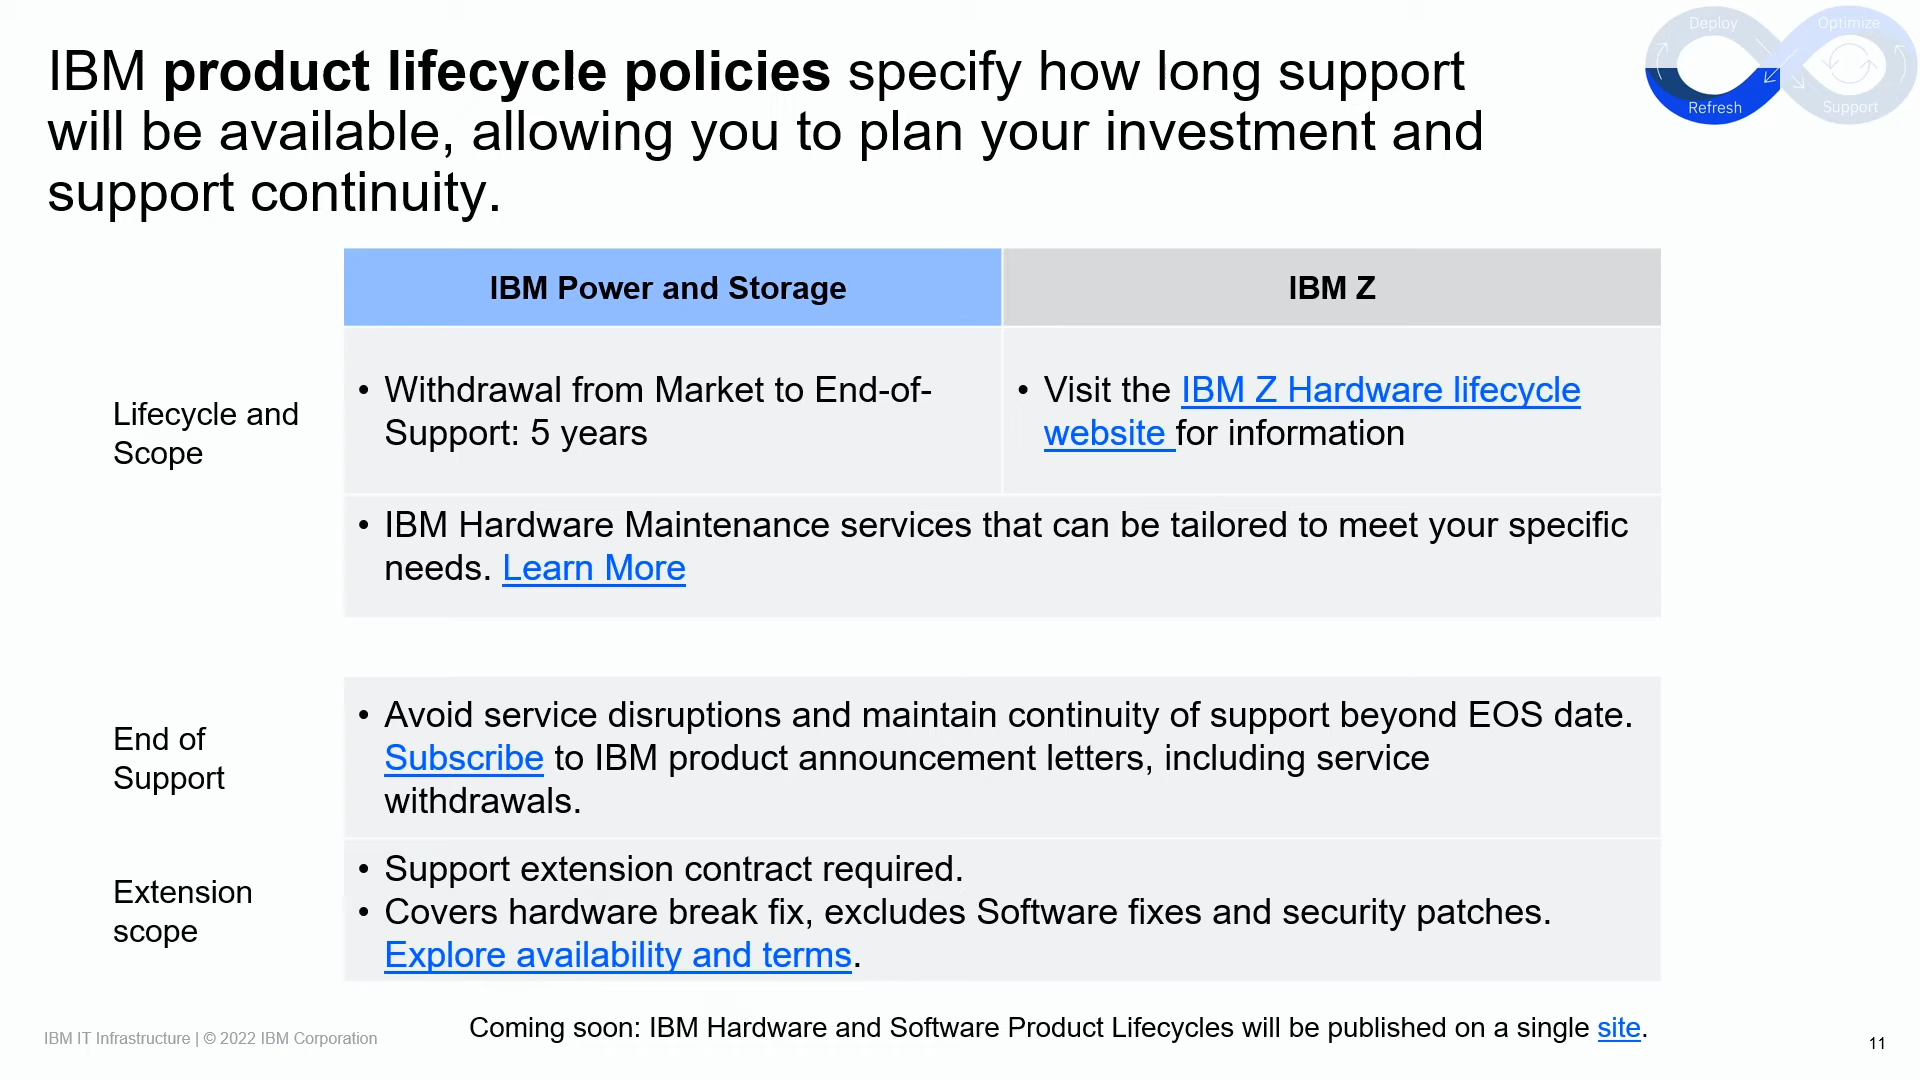 Deploy
Optimize
Refresh
Support
IBM product lifecycle policies specify how long support
will be available, allowing you to plan your investment and
support continuity.
IBM Power and Storage
IBM Z
Lifecycle and
Scope
• Withdrawal from Market to End-of-
Support: 5 years
• Visit the IBM Z Hardware lifecycle
website for information
• IBM Hardware Maintenance services that can be tailored to meet your specific
needs. Learn More
End of
Support
• Avoid service disruptions and maintain continuity of support beyond EOS date.
Subscribe to IBM product announcement letters, including service
withdrawals.
Extension
scope
• Support extension contract required.
• Covers hardware break fix, excludes Software fixes and security patches.
Explore availability and terms.
Coming soon: IBM Hardware and Software Product Lifecycles will be published on a single site.
IBM IT Infrastructure | © 2022 IBM Corporation
11